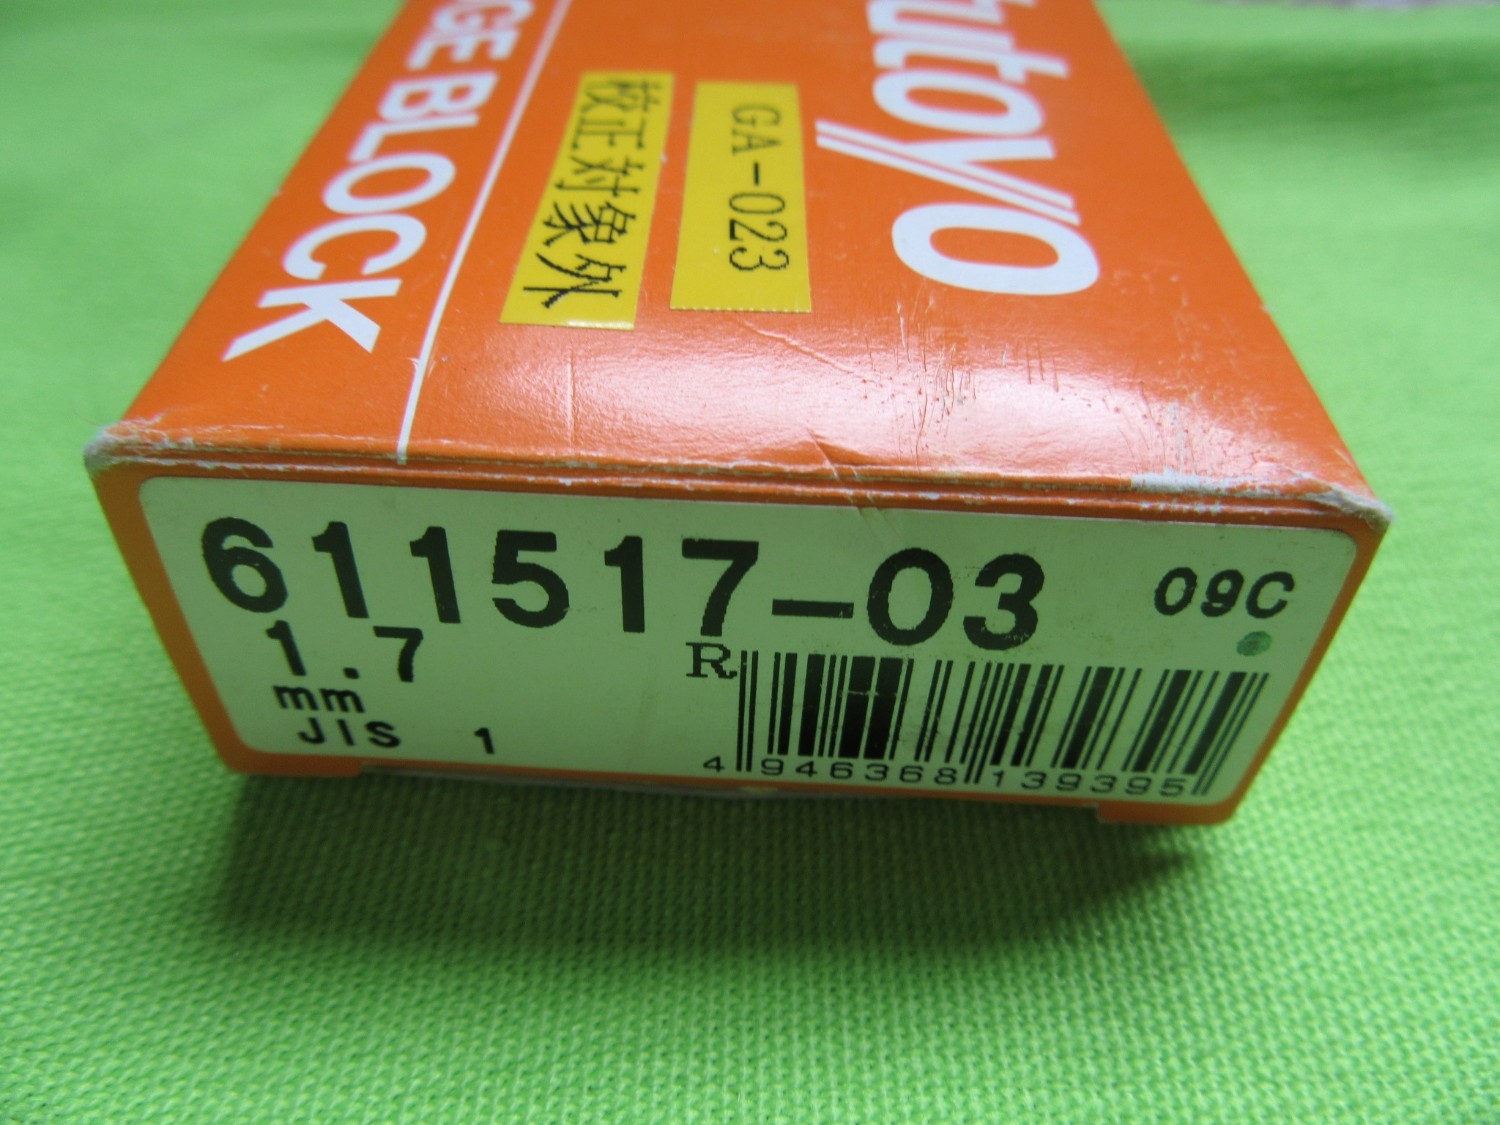 GE BLOCK
校正対象外
GA-023
utoyo
611517-03
09C
1.7
R
mm
JIS 1
4 946368 139395